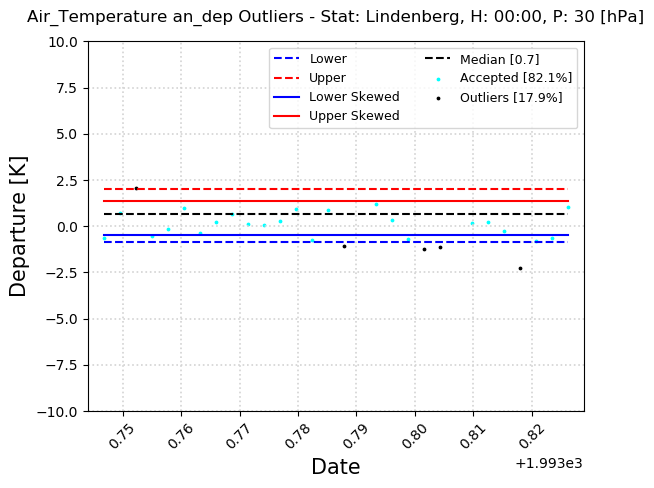 Air_Temperature an_dep Outliers - Stat: Lindenberg, H: 00:00, P: 30 [hPa]
10.0
7.5
5.0
2.5
0.0
−2.5
−5.0
−7.5
−10.0
Departure [K]
Lower
Upper
Lower Skewed
Upper Skewed
Median [0.7]
Accepted [82.1%]
Outliers [17.9%]
0.75
0.76
0.77
0.78
0.79
0.80
0.81
0.82
+1.993e3
Date